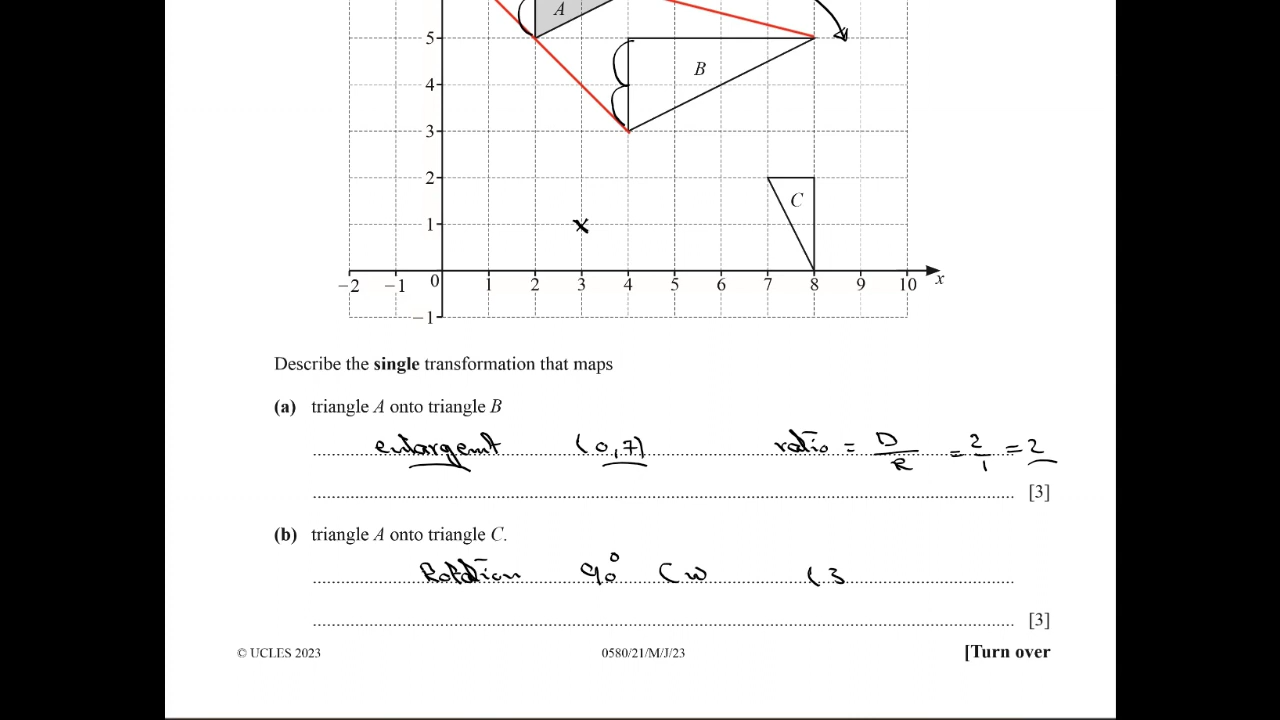 A
5
B
4
3
2
C
1
x
−2 −1 0 1 2 3 4 5 6 7 8 9 10 x
−1
Describe the single transformation that maps
(a) triangle A onto triangle B
enlargemt (0,7) ratio = D/R = 2/1 = 2
[3]
(b) triangle A onto triangle C.
Rotation 90° CW (3
[3]
© UCLES 2023 0580/21/M/J/23 [Turn over